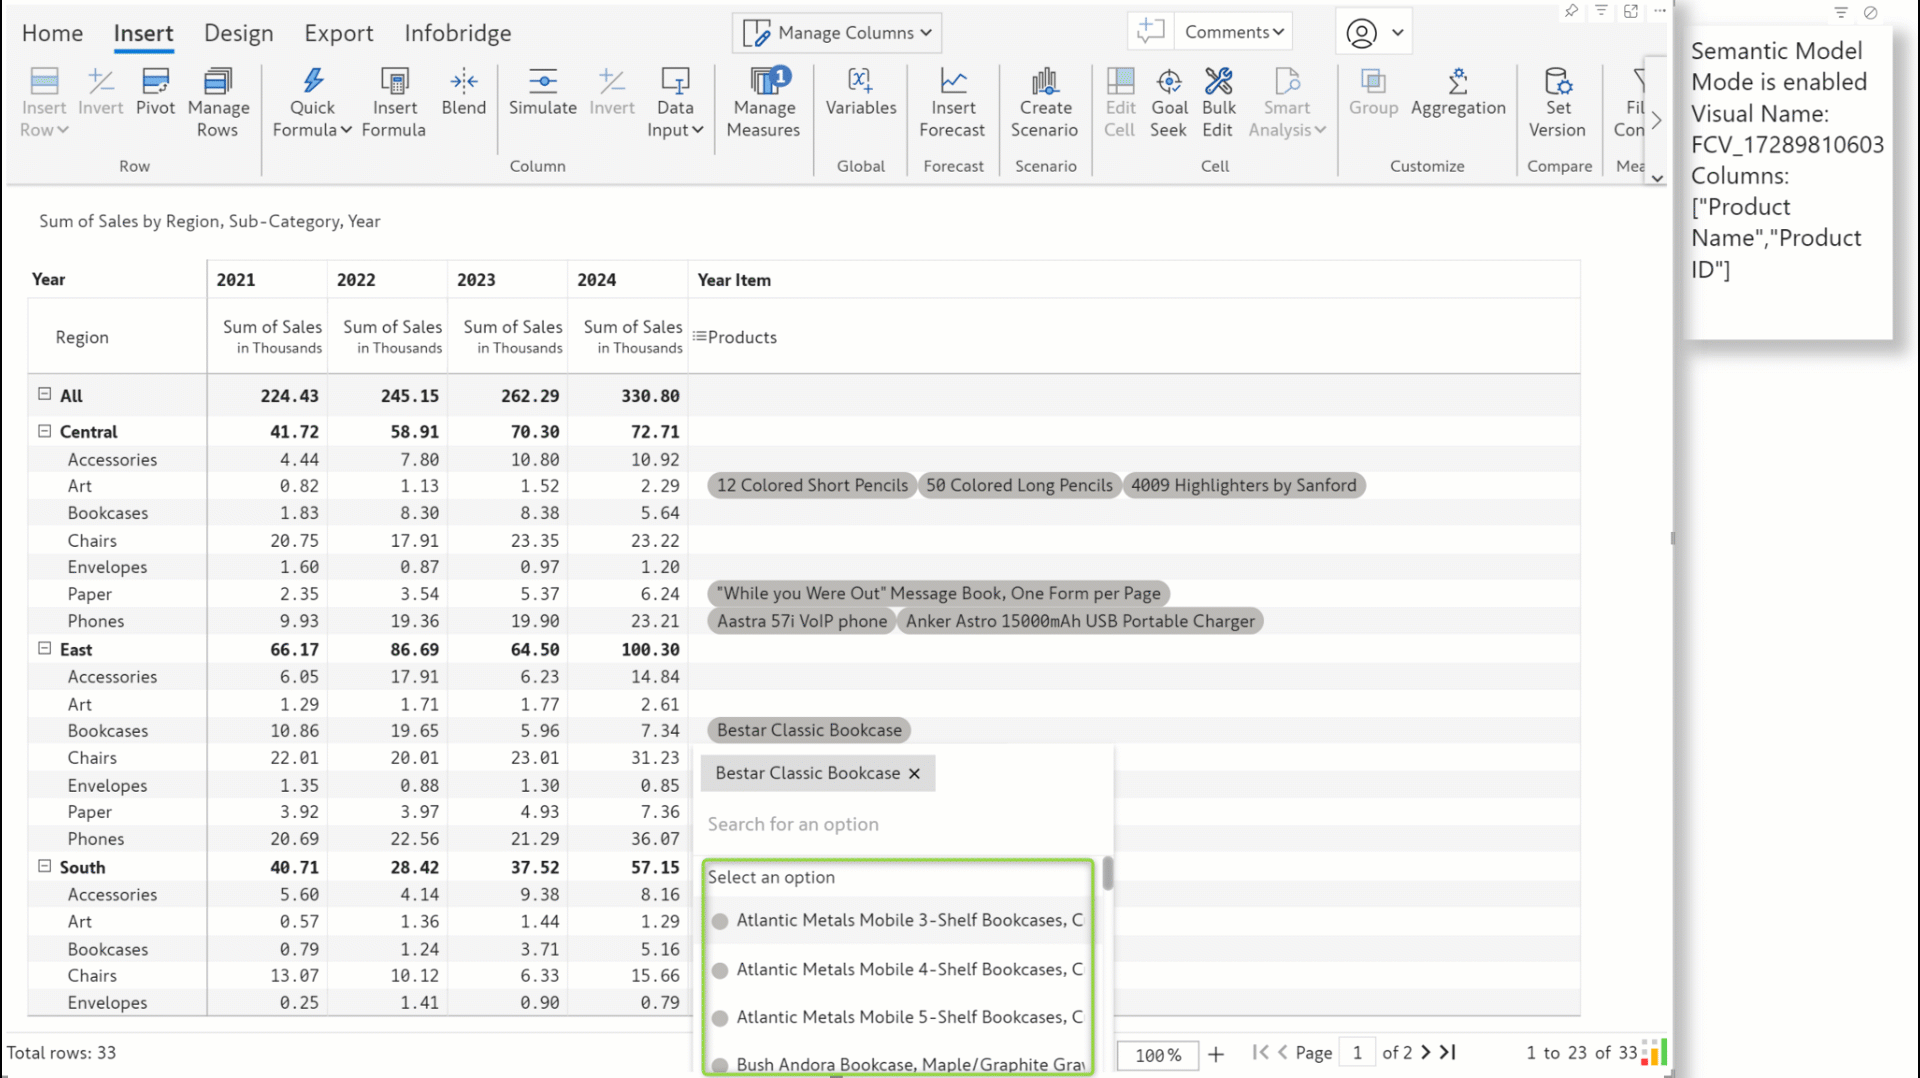 Home Insert Design Export Infobridge Manage Columns Comments
Insert Row Invert Pivot Manage Rows Quick Formula Insert Formula Blend Simulate Invert Data Input Manage Measures 1 Variables Insert Forecast Create Scenario Edit Cell Goal Seek Bulk Edit Smart Analysis Group Aggregation Set Version Fil Con
Row Column Global Forecast Scenario Cell Customize Compare Mea
Semantic Model
Mode is enabled
Visual Name:
FCV_17289810603
Columns:
["Product
Name","Product
ID"]
Sum of Sales by Region, Sub-Category, Year
Year 2021 2022 2023 2024 Year Item
Region Sum of Sales in Thousands Sum of Sales in Thousands Sum of Sales in Thousands Sum of Sales in Thousands Products
All 224.43 245.15 262.29 330.80
Central 41.72 58.91 70.30 72.71
Accessories 4.44 7.80 10.80 10.92
Art 0.82 1.13 1.52 2.29 12 Colored Short Pencils 50 Colored Long Pencils 4009 Highlighters by Sanford
Bookcases 1.83 8.30 8.38 5.64
Chairs 20.75 17.91 23.35 23.22
Envelopes 1.60 0.87 0.97 1.20
Paper 2.35 3.54 5.37 6.24 "While you Were Out" Message Book, One Form per Page
Phones 9.93 19.36 19.90 23.21 Aastra 57i VoIP phone Anker Astro 15000mAh USB Portable Charger
East 66.17 86.69 64.50 100.30
Accessories 6.05 17.91 6.23 14.84
Art 1.29 1.71 1.77 2.61
Bookcases 10.86 19.65 5.96 7.34 Bestar Classic Bookcase
Chairs 22.01 20.01 23.01 31.23
Envelopes 1.35 0.88 1.30 0.85
Paper 3.92 3.97 4.93 7.36
Phones 20.69 22.56 21.29 36.07
South 40.71 28.42 37.52 57.15
Accessories 5.60 4.14 9.38 8.16
Art 0.57 1.36 1.44 1.29
Bookcases 0.79 1.24 3.71 5.16
Chairs 13.07 10.12 6.33 15.66
Envelopes 0.25 1.41 0.90 0.79
Bestar Classic Bookcase ✕
Search for an option
Select an option
Atlantic Metals Mobile 3-Shelf Bookcases, C
Atlantic Metals Mobile 4-Shelf Bookcases, C
Atlantic Metals Mobile 5-Shelf Bookcases, C
Bush Andora Bookcase, Maple/Graphite Gra
Total rows: 33 100% + Page 1 of 2 1 to 23 of 33